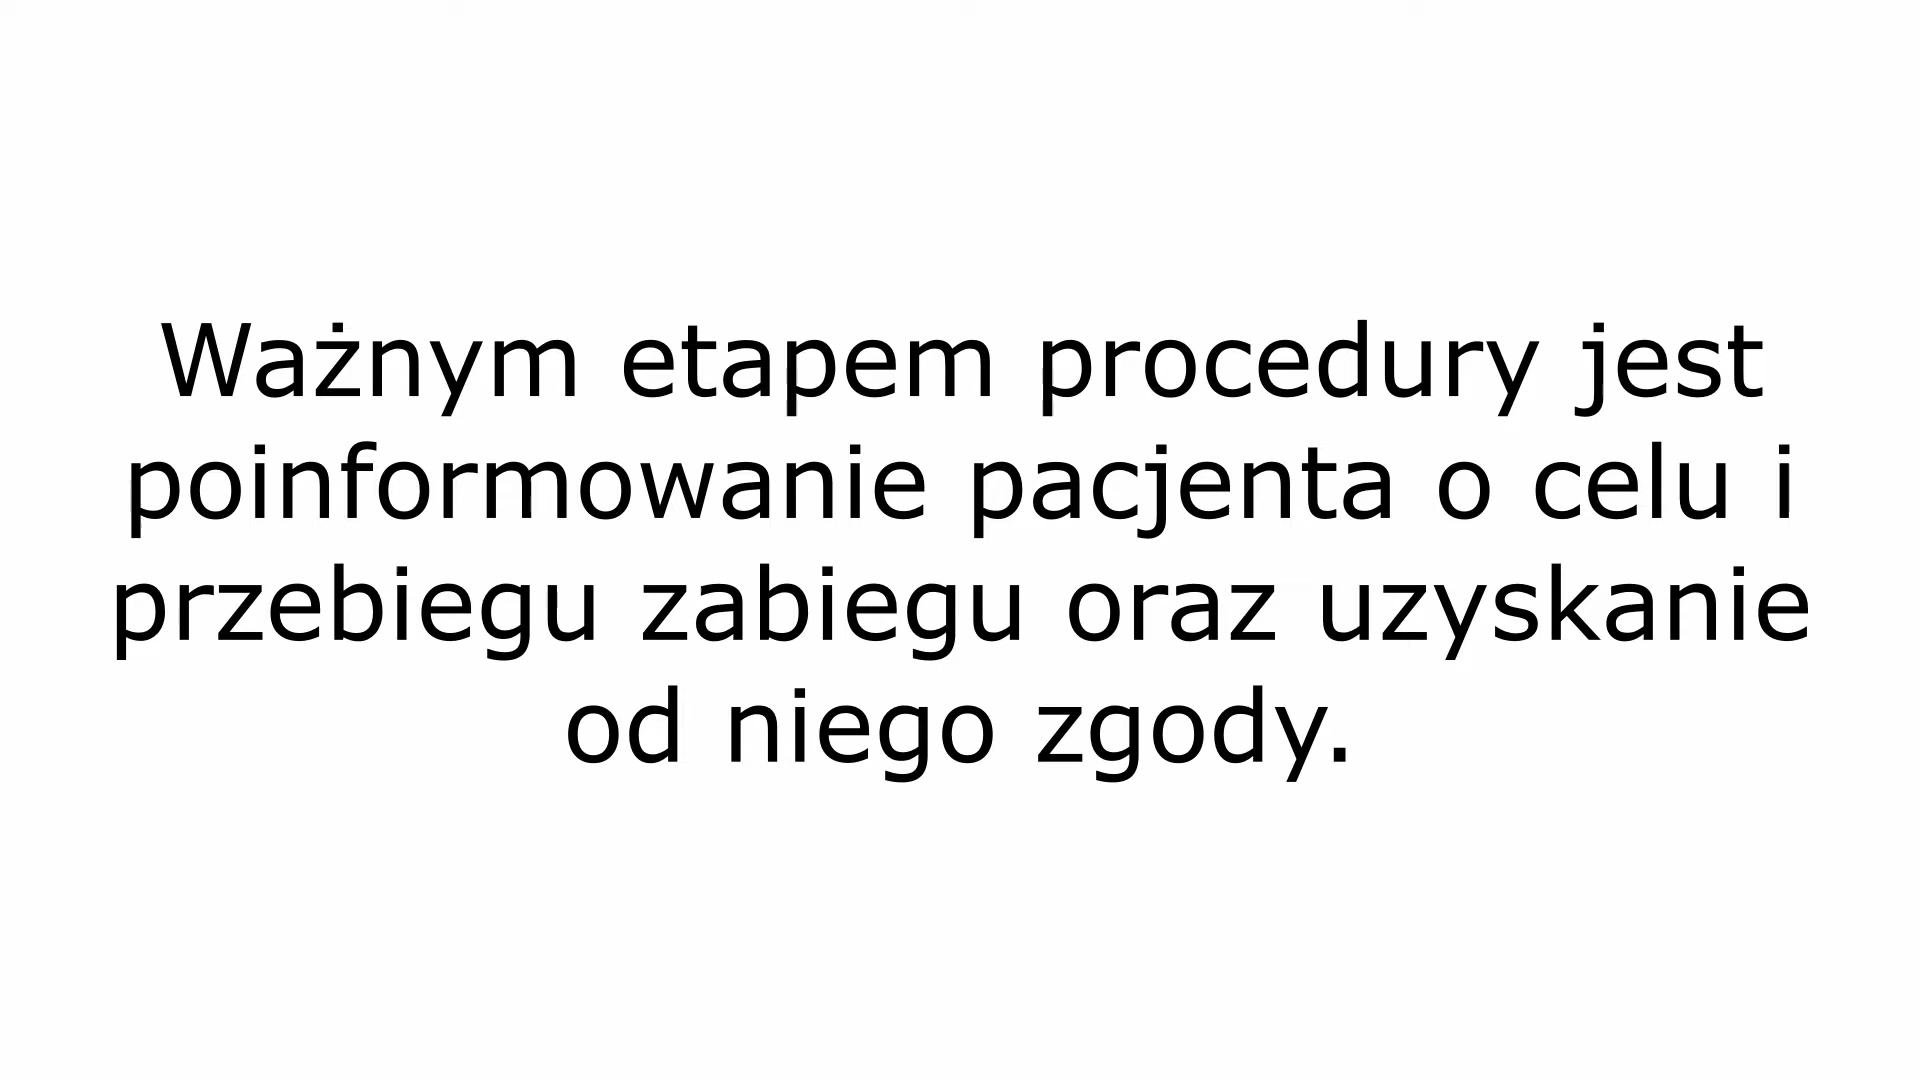 Ważnym etapem procedury jest
poinformowanie pacjenta o celu i
przebiegu zabiegu oraz uzyskanie
od niego zgody.